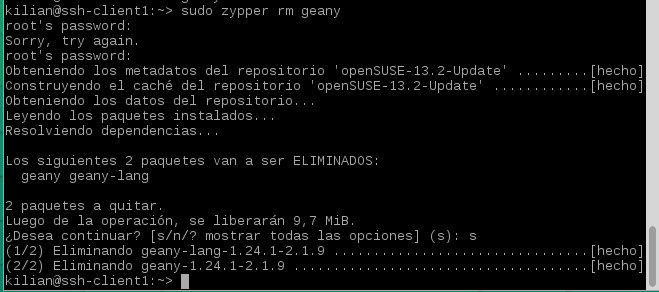 kilian@ssh-client1:~> sudo zypper rm geany
root's password:
Sorry, try again.
root's password:
Obteniendo los metadatos del repositorio 'openSUSE-13.2-Update' .........[hecho]
Construyendo el caché del repositorio 'openSUSE-13.2-Update' ............[hecho]
Obteniendo los datos del repositorio...
Leyendo los paquetes instalados...
Resolviendo dependencias...
Los siguientes 2 paquetes van a ser ELIMINADOS:
geany geany-lang
2 paquetes a quitar.
Luego de la operación, se liberarán 9,7 MiB.
¿Desea continuar? [s/n/? mostrar todas las opciones] (s): s
(1/2) Eliminando geany-lang-1.24.1-2.1.9 ................................[hecho]
(2/2) Eliminando geany-1.24.1-2.1.9 .....................................[hecho]
kilian@ssh-client1:~>